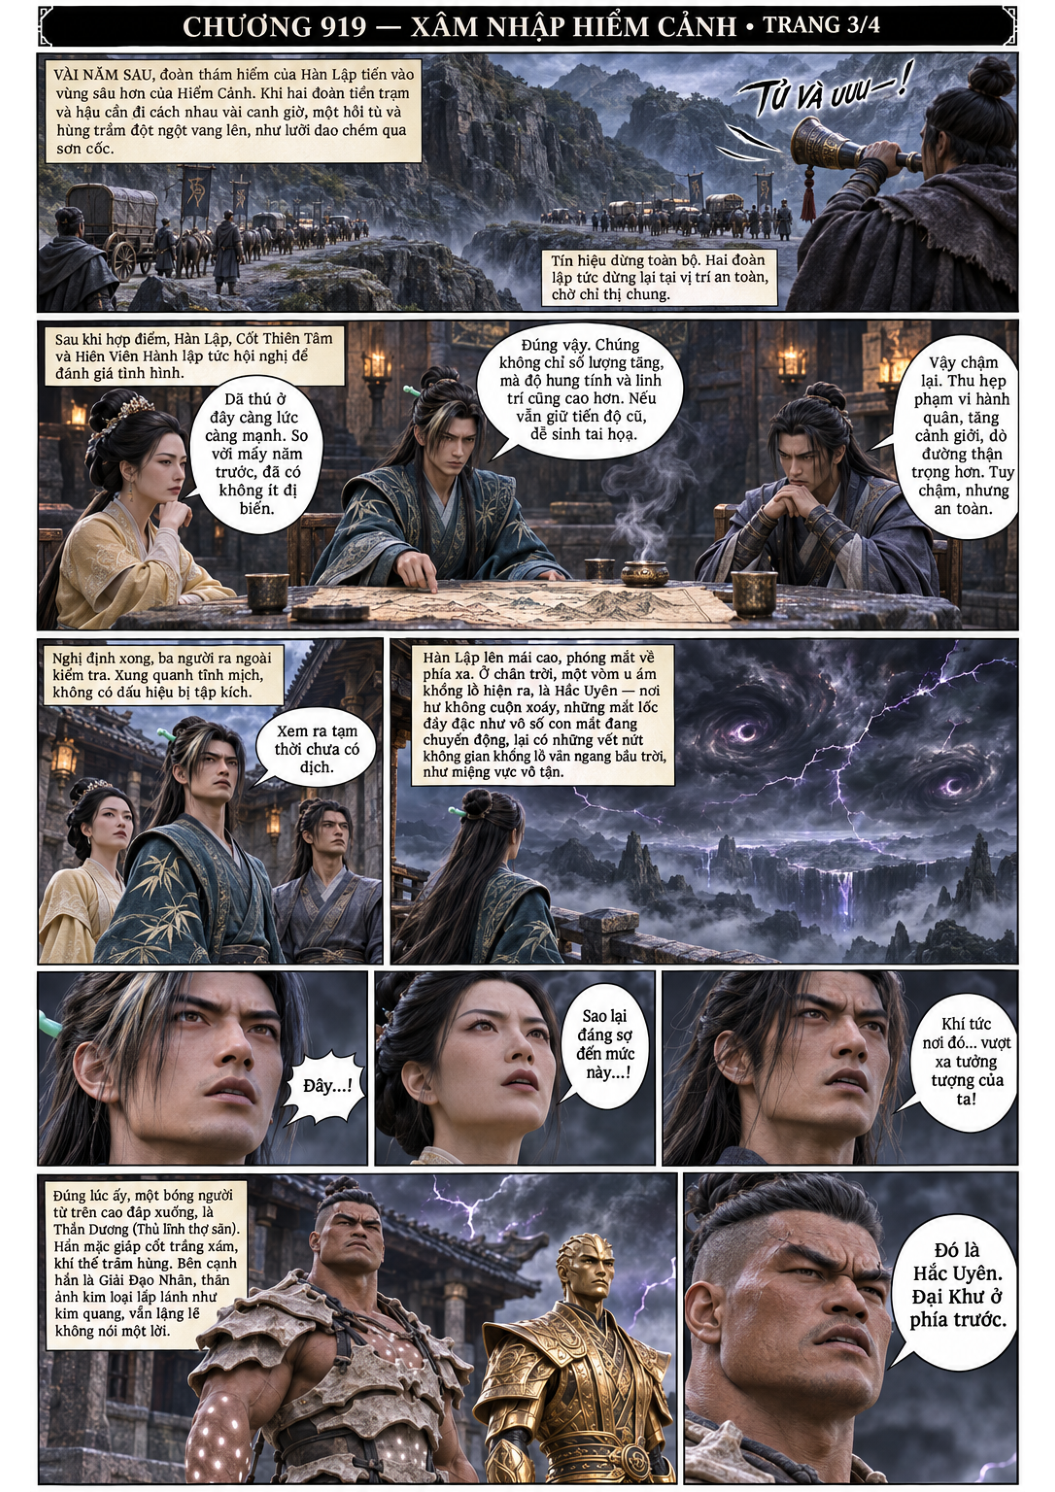 CHƯƠNG 919 — XÂM NHẬP HIỂM CẢNH • TRANG 3/4
VÀI NĂM SAU, đoàn thám hiểm của Hàn Lập tiến vào
vùng sâu hơn của Hiểm Cảnh. Khi hai đoàn tiền trạm
và hậu cần đi cách nhau vài canh giờ, một hồi tù và
hùng trầm đột ngột vang lên, như lưỡi dao chém qua
sơn cốc.
TỦ VÀ UUU—!
Tín hiệu dừng toàn bộ. Hai đoàn
lập tức dừng lại tại vị trí an toàn,
chờ chỉ thị chung.
Sau khi hợp điểm, Hàn Lập, Cốt Thiên Tâm
và Hiên Viên Hành lập tức hội nghị để
đánh giá tình hình.
Dã thú ở
đây càng lúc
càng mạnh. So
với mấy năm
trước, đã có
không ít dị
biến.
Đúng vậy. Chúng
không chỉ số lượng tăng,
mà độ hung tính và linh
trí cũng cao hơn. Nếu
vẫn giữ tiến độ cũ,
dễ sinh tai họa.
Vậy chậm
lại. Thu hẹp
phạm vi hành
quân, tăng
cảnh giới, dò
đường thận
trọng hơn. Tuy
chậm, nhưng
an toàn.
Nghị định xong, ba người ra ngoài
kiểm tra. Xung quanh tĩnh mịch,
không có dấu hiệu bị tập kích.
Xem ra tạm
thời chưa có
dịch.
Hàn Lập lên mái cao, phóng mắt về
phía xa. Ở chân trời, một vòm u ám
khổng lồ hiện ra, là Hắc Uyên — nơi
hư không cuộn xoáy, những mắt lốc
đầy đặc như vô số con mắt đang
chuyển động, lại có những vết nứt
không gian khổng lồ vắn ngang bầu trời,
như miệng vực vô tận.
Đây...!
Sao lại
đáng sợ
đến mức
này...!
Khí tức
nơi đó... vượt
xa tưởng
tượng của
ta!
Đúng lúc ấy, một bóng người
từ trên cao đáp xuống, là
Thần Dương (Thủ lĩnh thợ săn).
Hắn mặc giáp cốt trắng xám,
khí thế trầm hùng. Bên cạnh
hắn là Giải Đạo Nhân, thân
ảnh kim loại lấp lánh như
kim quang, vẫn lặng lẽ
không nói một lời.
Đó là
Hắc Uyên.
Đại Khư ở
phía trước.